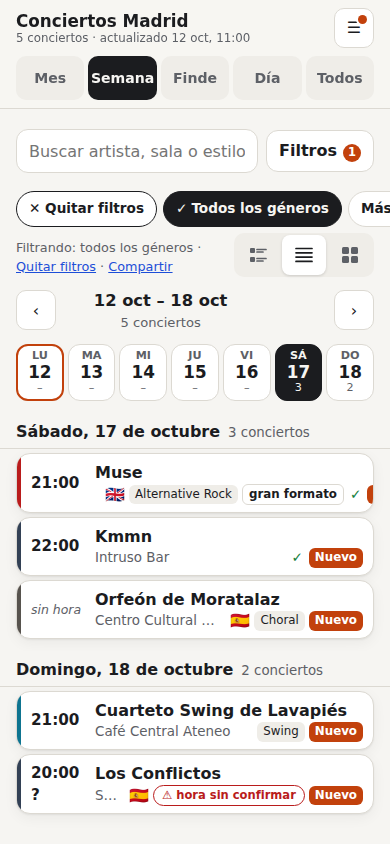 Conciertos Madrid
5 conciertos · actualizado 12 oct, 11:00
Mes Semana Finde Día Todos
Buscar artista, sala o estilo
Filtros 1
✕ Quitar filtros ✓ Todos los géneros Más
Filtrando: todos los géneros ·
Quitar filtros · Compartir
‹ 12 oct – 18 oct ›
5 conciertos
LU MA MI JU VI SÁ DO
12 13 14 15 16 17 18
– – – – – 3 2
Sábado, 17 de octubre 3 conciertos
21:00 Muse
🇬🇧 Alternative Rock gran formato ✓
22:00 Kmmn
Intruso Bar ✓ Nuevo
sin hora Orfeón de Moratalaz
Centro Cultural ... 🇪🇸 Choral Nuevo
Domingo, 18 de octubre 2 conciertos
21:00 Cuarteto Swing de Lavapiés
Café Central Ateneo Swing Nuevo
20:00 Los Conflictos
? S... 🇪🇸 ⚠ hora sin confirmar Nuevo